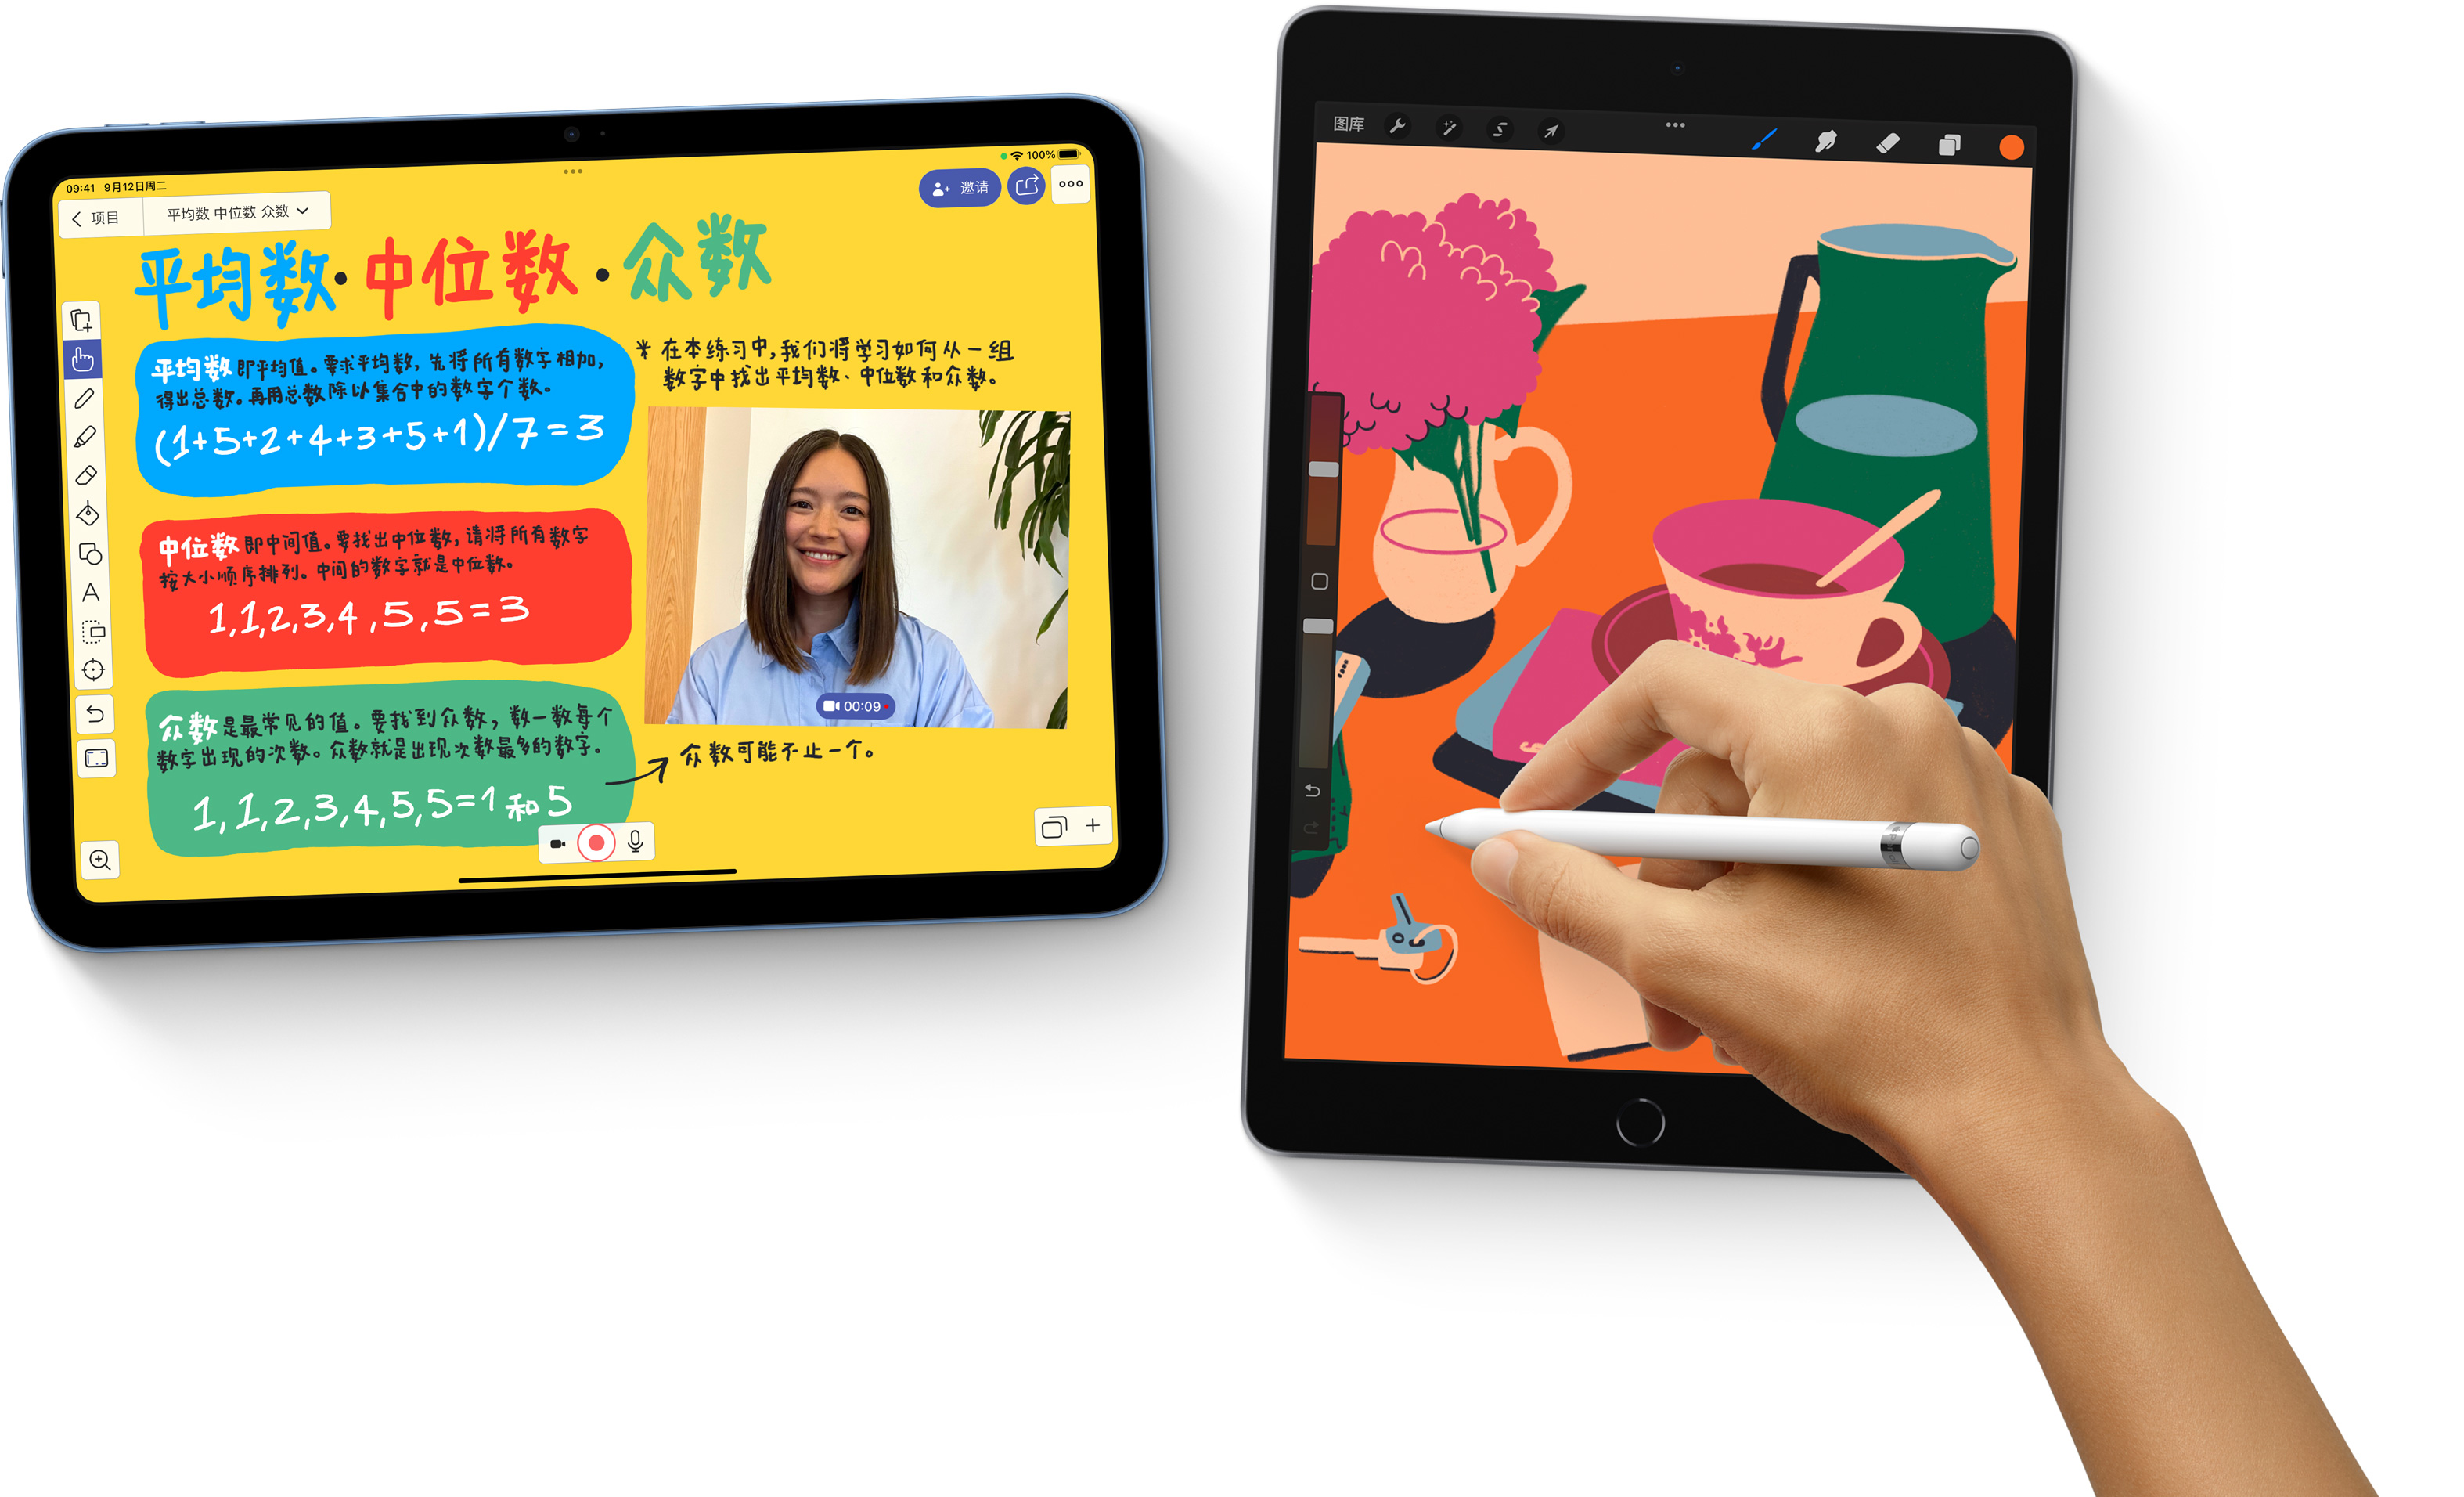 09:41 9月12日周二
100%
项目
平均数 中位数 众数
邀请
平均数·中位数·众数
平均数即平均值。要求平均数，先将所有数字相加，
得出总数。再用总数除以集合中的数字个数。
(1+5+2+4+3+5+1)/7=3
中位数即中间值。要找出中位数，请将所有数字
按大小顺序排列。中间的数字就是中位数。
1,1,2,3,4,5,5=3
众数是最常见的值。要找到众数，数一数每个
数字出现的次数。众数就是出现次数最多的数字。
1,1,2,3,4,5,5=1和5
*在本练习中，我们将学习如何从一组
数字中找出平均数、中位数和众数。
00:09
众数可能不止一个。
图库